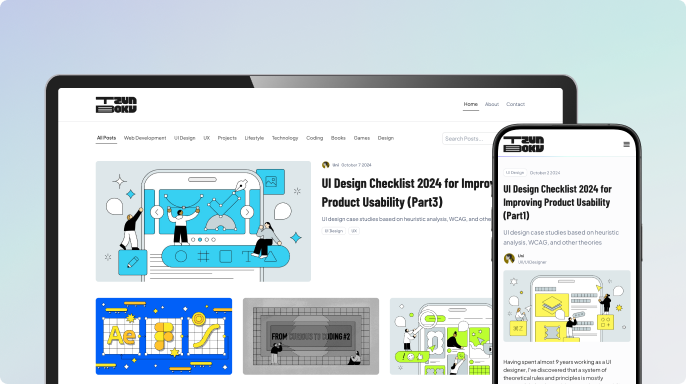 TZUN
BOKU
Home About Contact
All Posts Web Development UI Design UX Projects Lifestyle Technology Coding Books Games Design
Search Posts...
Uni October 7 2024
UI Design Checklist 2024 for Improv
Product Usability (Part3)
UI design case studies based on heuristic analysis, WCAG, and othe
UI Design UX
T
Ae
FROM CURIOUS TO CODING #2
TZUN
BOKU
UI Design October 2 2024
UI Design Checklist 2024 for
Improving Product Usability
(Part1)
UI design case studies based on heuristic
analysis, WCAG, and other theories
Uni
UX/UI Designer
⌘Z
Having spent almost 9 years working as a UI
designer, I've discovered that a system of
theoretical rules and principles is mostly